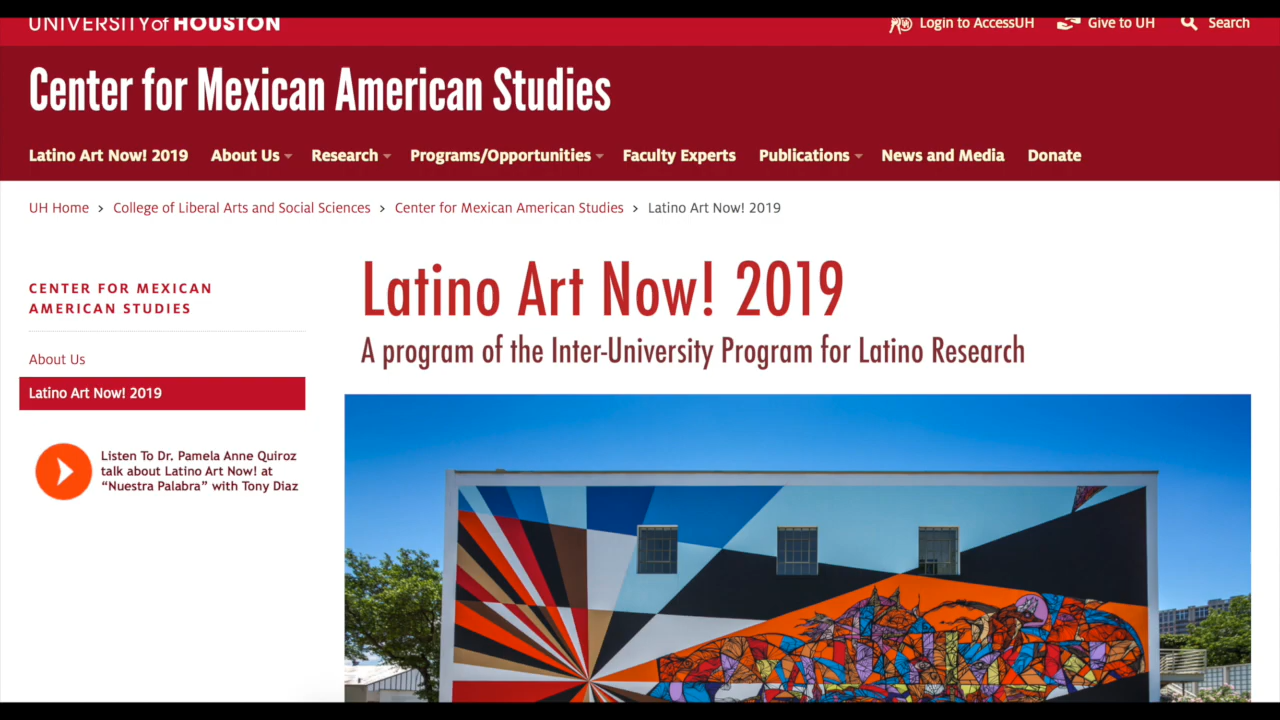 UNIVERSITY of HOUSTON
Login to AccessUH
Give to UH
Search
Center for Mexican American Studies
Latino Art Now! 2019 About Us Research Programs/Opportunities Faculty Experts Publications News and Media Donate
UH Home > College of Liberal Arts and Social Sciences > Center for Mexican American Studies > Latino Art Now! 2019
CENTER FOR MEXICAN
AMERICAN STUDIES
About Us
Latino Art Now! 2019
Listen To Dr. Pamela Anne Quiroz
talk about Latino Art Now! at
“Nuestra Palabra” with Tony Diaz
Latino Art Now! 2019
A program of the Inter-University Program for Latino Research